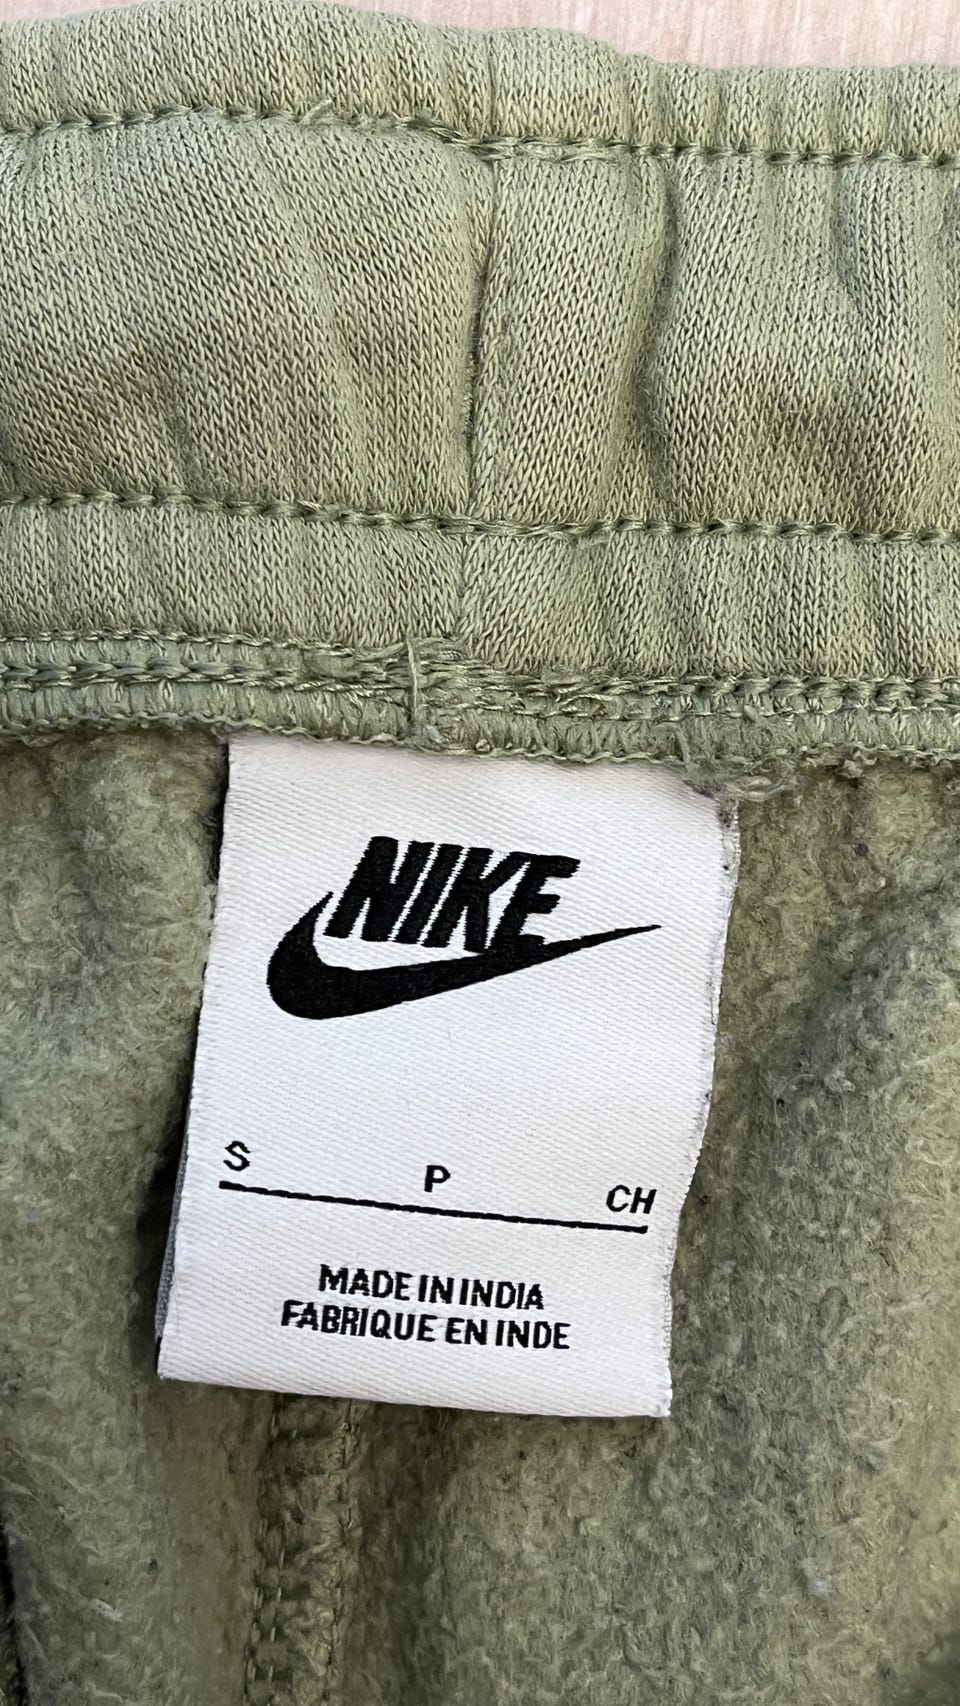 NIKE
S P CH
MADE IN INDIA
FABRIQUE EN INDE